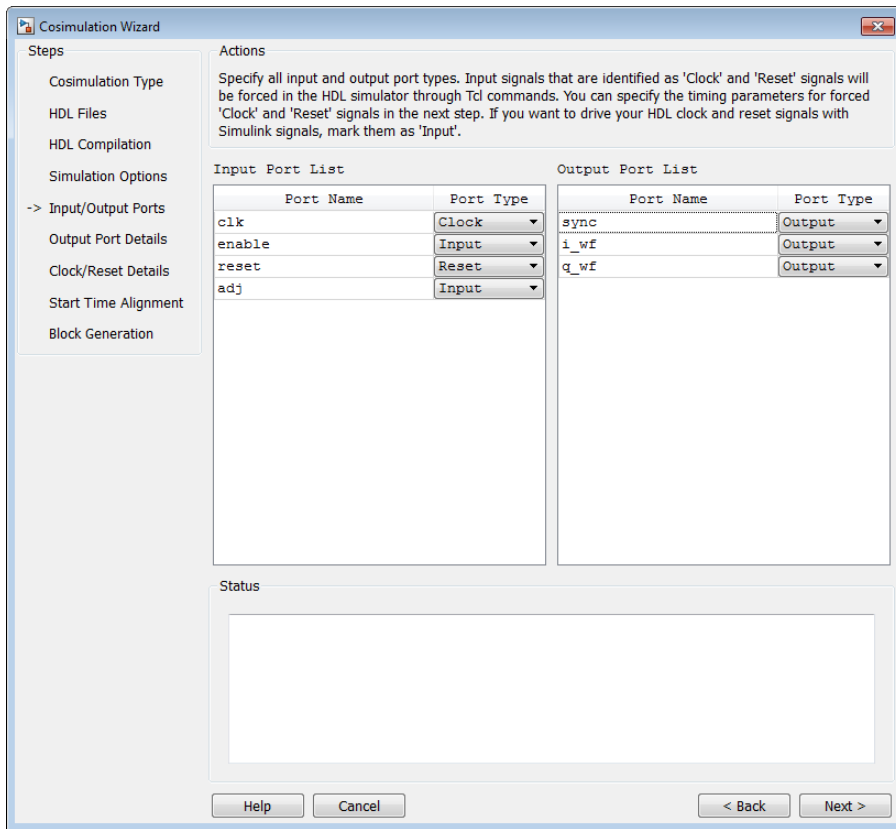 Cosimulation Wizard
Steps
Cosimulation Type
HDL Files
HDL Compilation
Simulation Options
-> Input/Output Ports
Output Port Details
Clock/Reset Details
Start Time Alignment
Block Generation
Actions
Specify all input and output port types. Input signals that are identified as 'Clock' and 'Reset' signals will
be forced in the HDL simulator through Tcl commands. You can specify the timing parameters for forced
'Clock' and 'Reset' signals in the next step. If you want to drive your HDL clock and reset signals with
Simulink signals, mark them as 'Input'.
Input Port List
Port Name Port Type
clk Clock
enable Input
reset Reset
adj Input
Output Port List
Port Name Port Type
sync Output
i_wf Output
q_wf Output
Status
Help Cancel < Back Next >